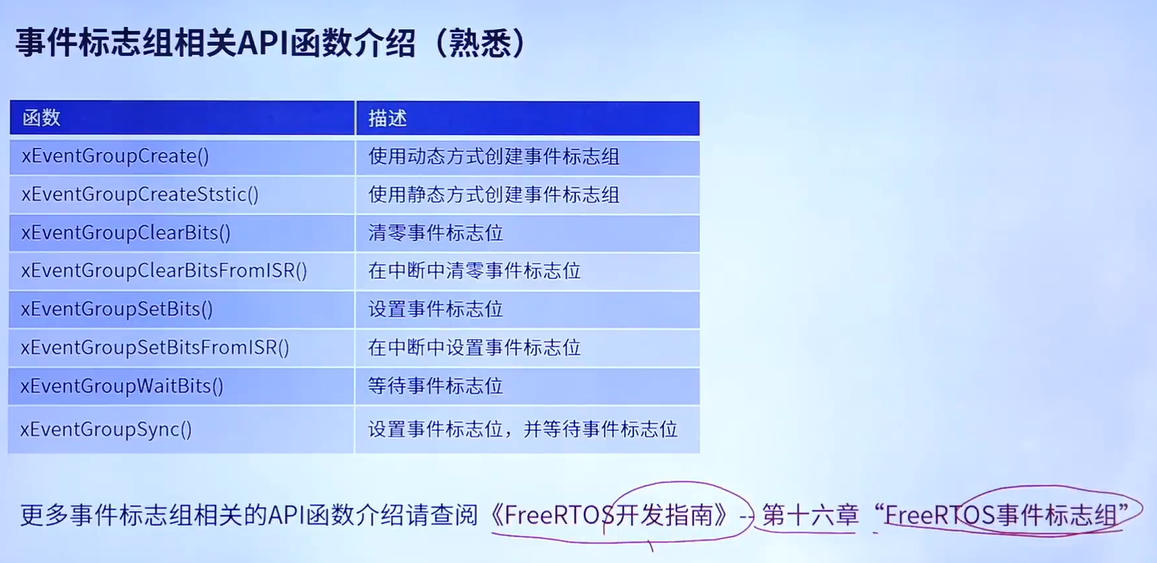 事件标志组相关API函数介绍（熟悉）
函数 描述
xEventGroupCreate() 使用动态方式创建事件标志组
xEventGroupCreateStstic() 使用静态方式创建事件标志组
xEventGroupClearBits() 清零事件标志位
xEventGroupClearBitsFromISR() 在中断中清零事件标志位
xEventGroupSetBits() 设置事件标志位
xEventGroupSetBitsFromISR() 在中断中设置事件标志位
xEventGroupWaitBits() 等待事件标志位
xEventGroupSync() 设置事件标志位，并等待事件标志位
更多事件标志组相关的API函数介绍请查阅《FreeRTOS开发指南》-- 第十六章 “FreeRTOS事件标志组”